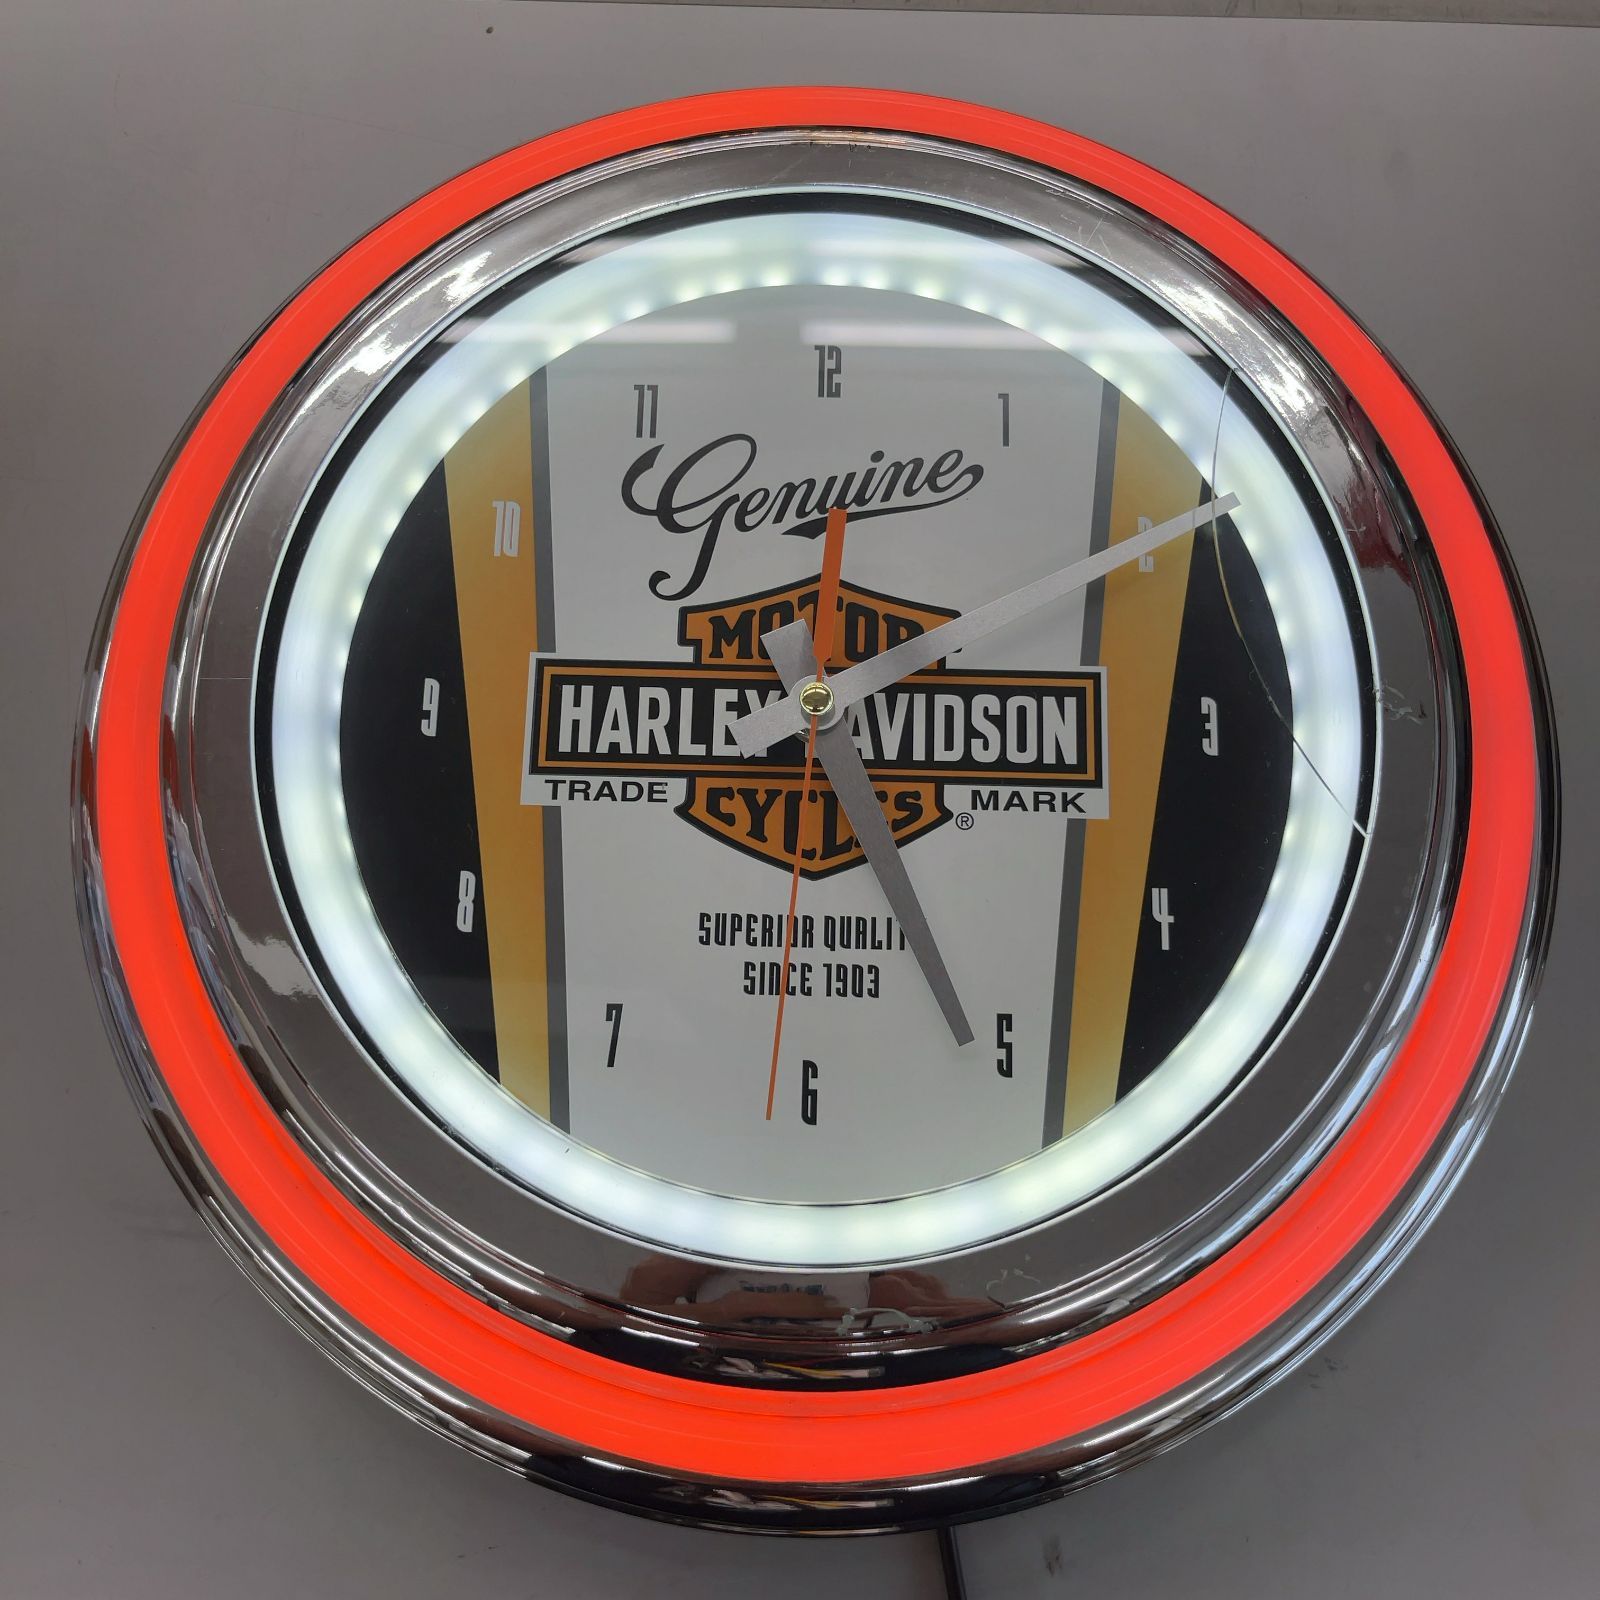 12
11
1
Genuine
10
2
MOTOR
HARLEY-DAVIDSON
9
3
TRADE MARK
CYCLES
®
8
4
SUPERIOR QUALITY
SINCE 1903
7
5
6